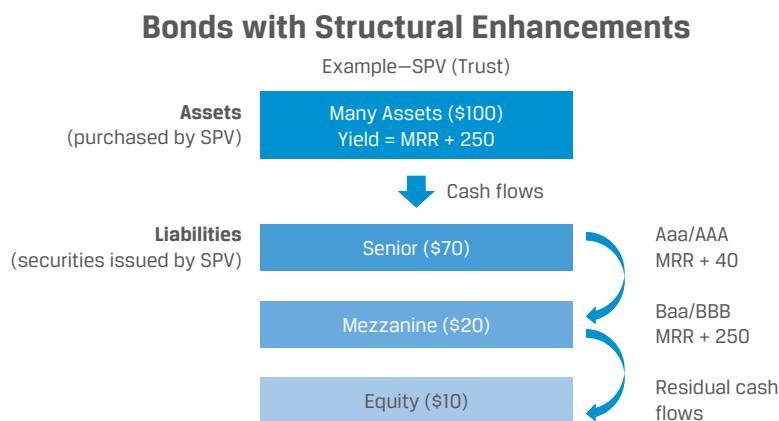 Bonds with Structural Enhancements
Example—SPV (Trust)
Assets
(purchased by SPV)
Many Assets ($100)
Yield = MRR + 250
Cash flows
Liabilities
(securities issued by SPV)
Senior ($70)
Aaa/AAA
MRR + 40
Mezzanine ($20)
Baa/BBB
MRR + 250
Equity ($10)
Residual cash
flows